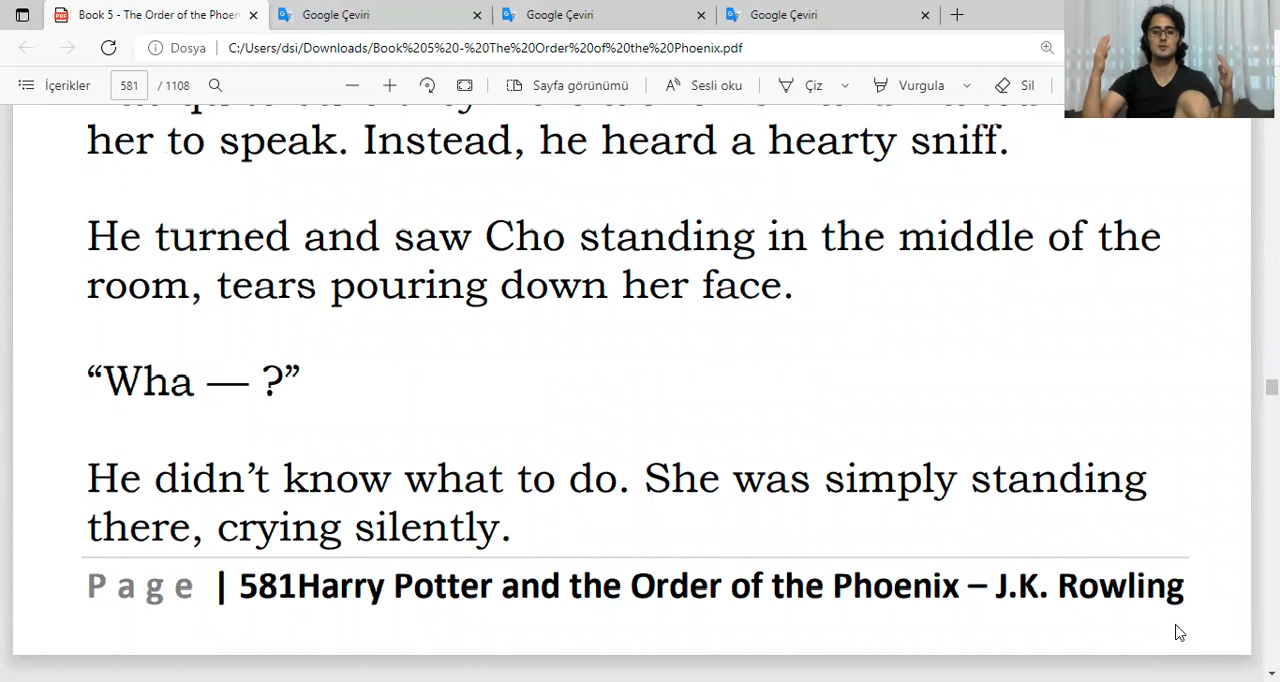 Book 5 - The Order of the Phoen
Google Çeviri
Google Çeviri
Google Çeviri
Dosya
C:/Users/dsi/Downloads/Book%205%20-%20The%20Order%20of%20the%20Phoenix.pdf
İçerikler
581
/ 1108
Sayfa görünümü
Sesli oku
Çiz
Vurgula
Sil
her to speak. Instead, he heard a hearty sniff.
He turned and saw Cho standing in the middle of the
room, tears pouring down her face.
“Wha — ?”
He didn’t know what to do. She was simply standing
there, crying silently.
Page | 581Harry Potter and the Order of the Phoenix – J.K. Rowling